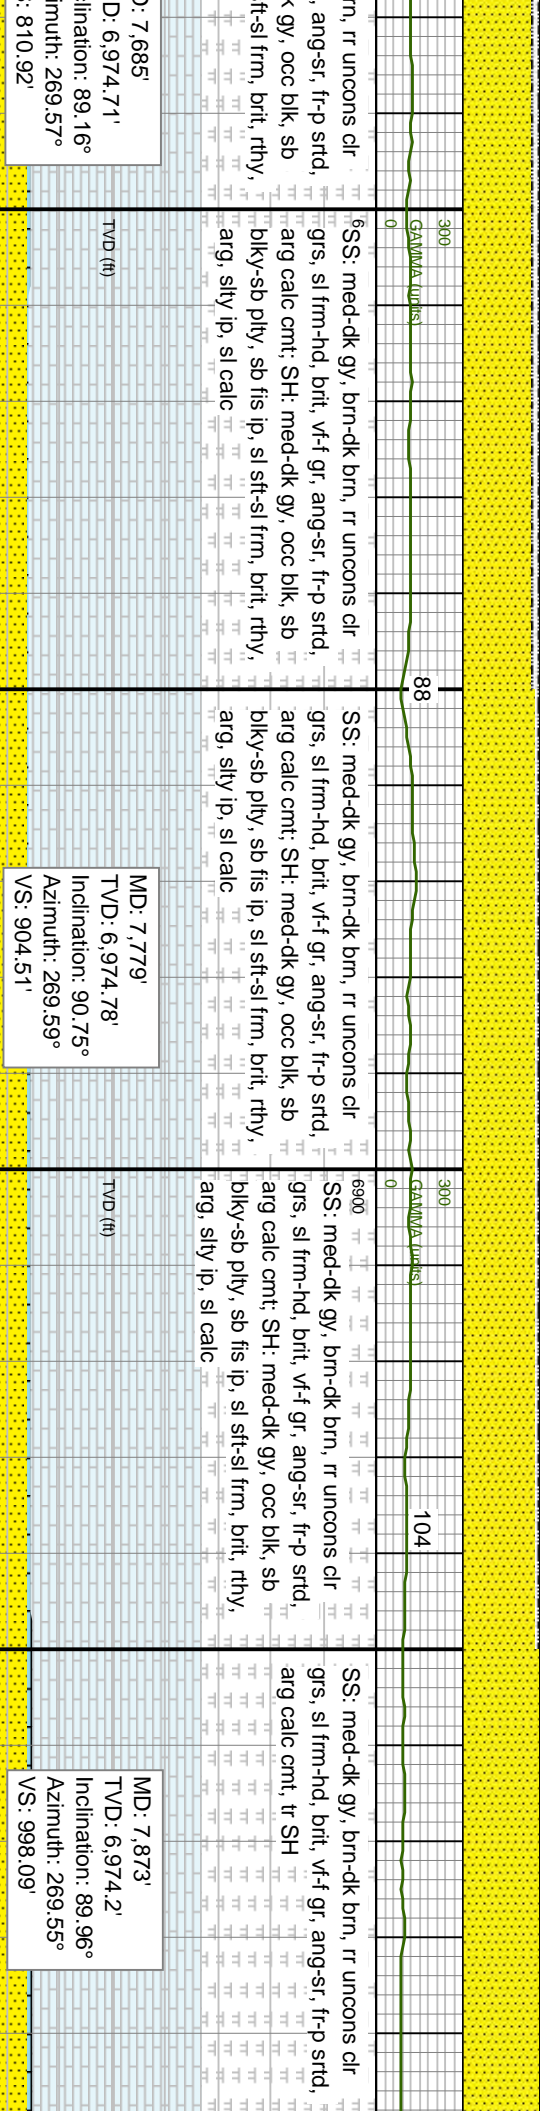 rn, rr uncons clr
, ang-sr, fr-p srtd,
k gy, occ blk, sb
ft-sl frm, brit, rthy,
D: 7,685'
D: 6,974.71'
clination: 89.16°
imuth: 269.57°
S: 810.92'
300
GAMMA (units)
0
6
SS: med-dk gy, brn-dk brn, rr uncons clr
grs, sl frm-hd, brit, vf-f gr, ang-sr, fr-p srtd,
arg calc cmt; SH: med-dk gy, occ blk, sb
blky-sb plty, sb fis ip, sl sft-sl frm, brit, rthy,
arg, slty ip, sl calc
TVD (ft)
88
SS: med-dk gy, brn-dk brn, rr uncons clr
grs, sl frm-hd, brit, vf-f gr, ang-sr, fr-p srtd,
arg calc cmt; SH: med-dk gy, occ blk, sb
blky-sb plty, sb fis ip, sl sft-sl frm, brit, rthy,
arg, slty ip, sl calc
MD: 7,779'
TVD: 6,974.78'
Inclination: 90.75°
Azimuth: 269.59°
VS: 904.51'
300
GAMMA (units)
0
6900
SS: med-dk gy, brn-dk brn, rr uncons clr
grs, sl frm-hd, brit, vf-f gr, ang-sr, fr-p srtd,
arg calc cmt; SH: med-dk gy, occ blk, sb
blky-sb plty, sb fis ip, sl sft-sl frm, brit, rthy,
arg, slty ip, sl calc
TVD (ft)
104
SS: med-dk gy, brn-dk brn, rr uncons clr
grs, sl frm-hd, brit, vf-f gr, ang-sr, fr-p srtd,
arg calc cmt, tr SH
MD: 7,873'
TVD: 6,974.2'
Inclination: 89.96°
Azimuth: 269.55°
VS: 998.09'